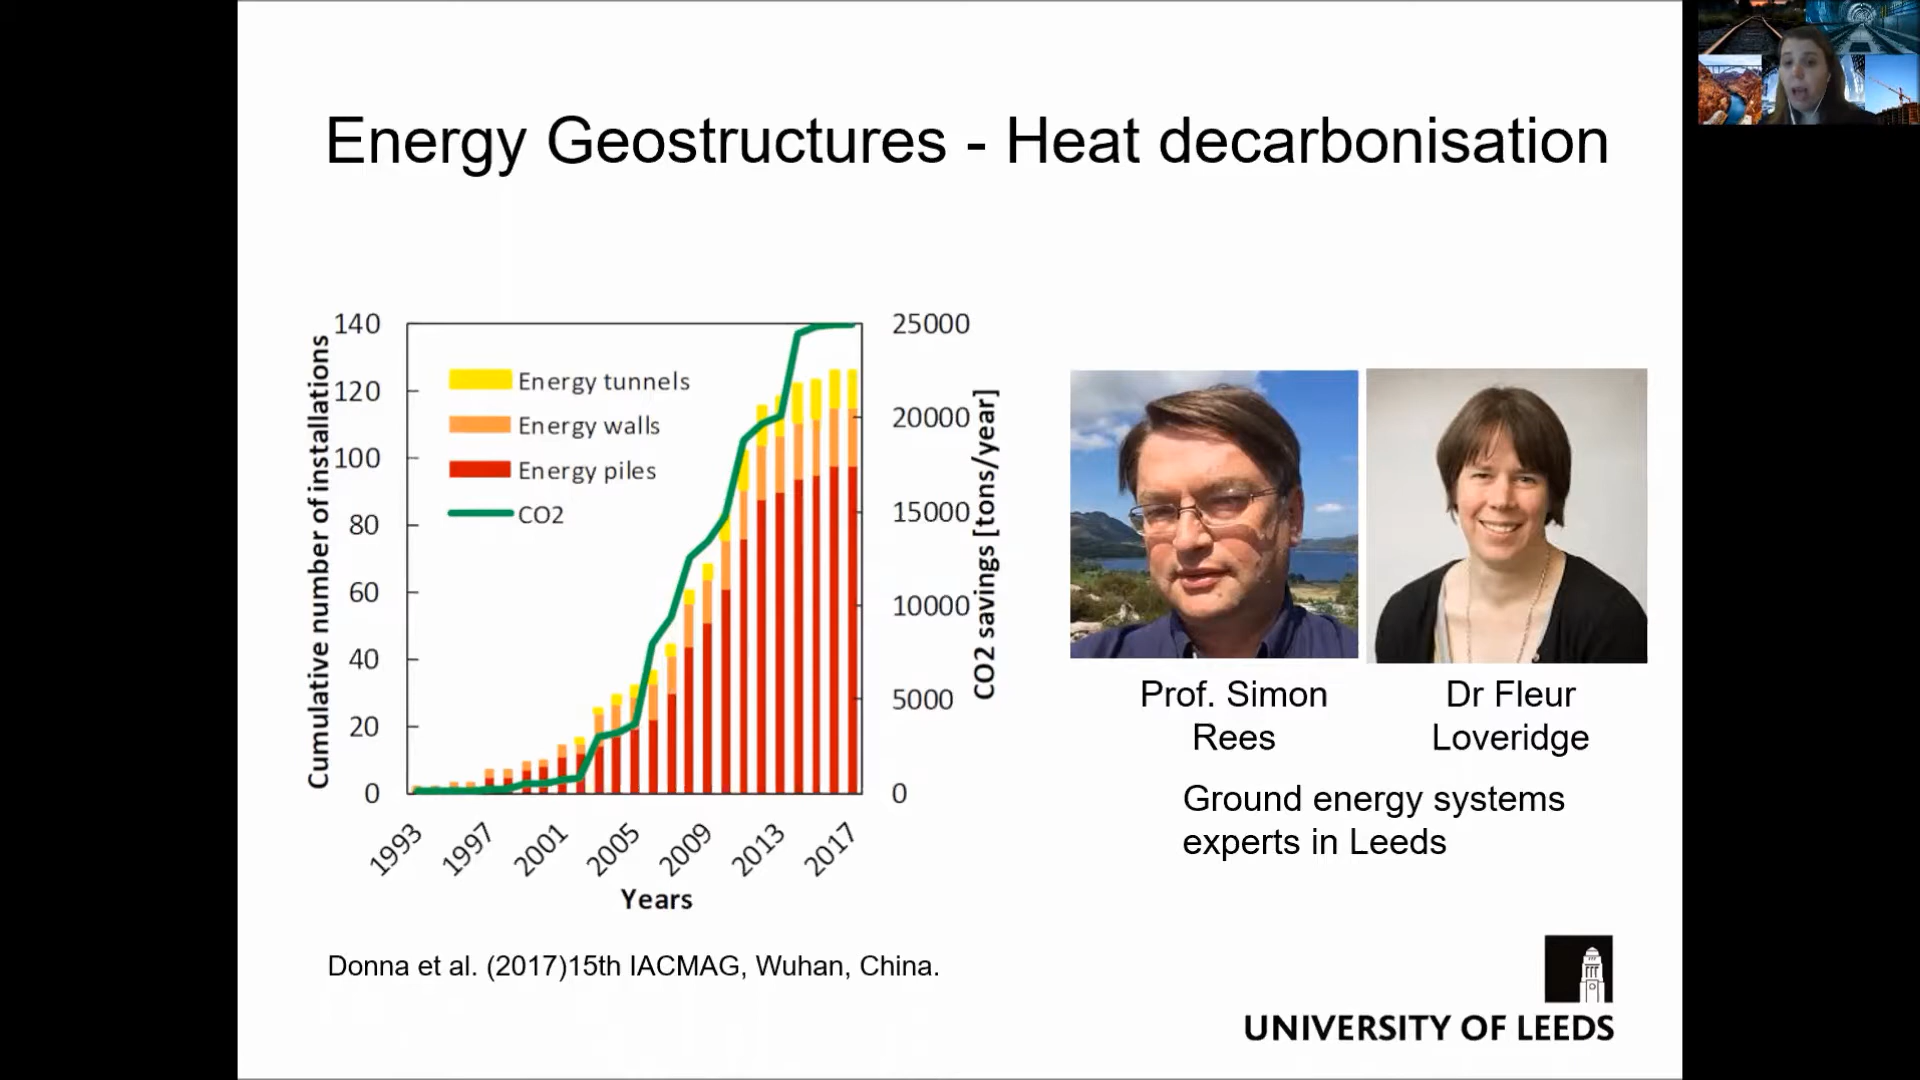 Energy Geostructures - Heat decarbonisation
Cumulative number of installations
140
120
100
80
60
40
20
0
Energy tunnels
Energy walls
Energy piles
CO2
25000
20000
15000
10000
5000
0
CO2 savings [tons/year]
1993
1997
2001
2005
2009
2013
2017
Years
Donna et al. (2017)15th IACMAG, Wuhan, China.
Prof. Simon
Rees
Dr Fleur
Loveridge
Ground energy systems
experts in Leeds
UNIVERSITY OF LEEDS